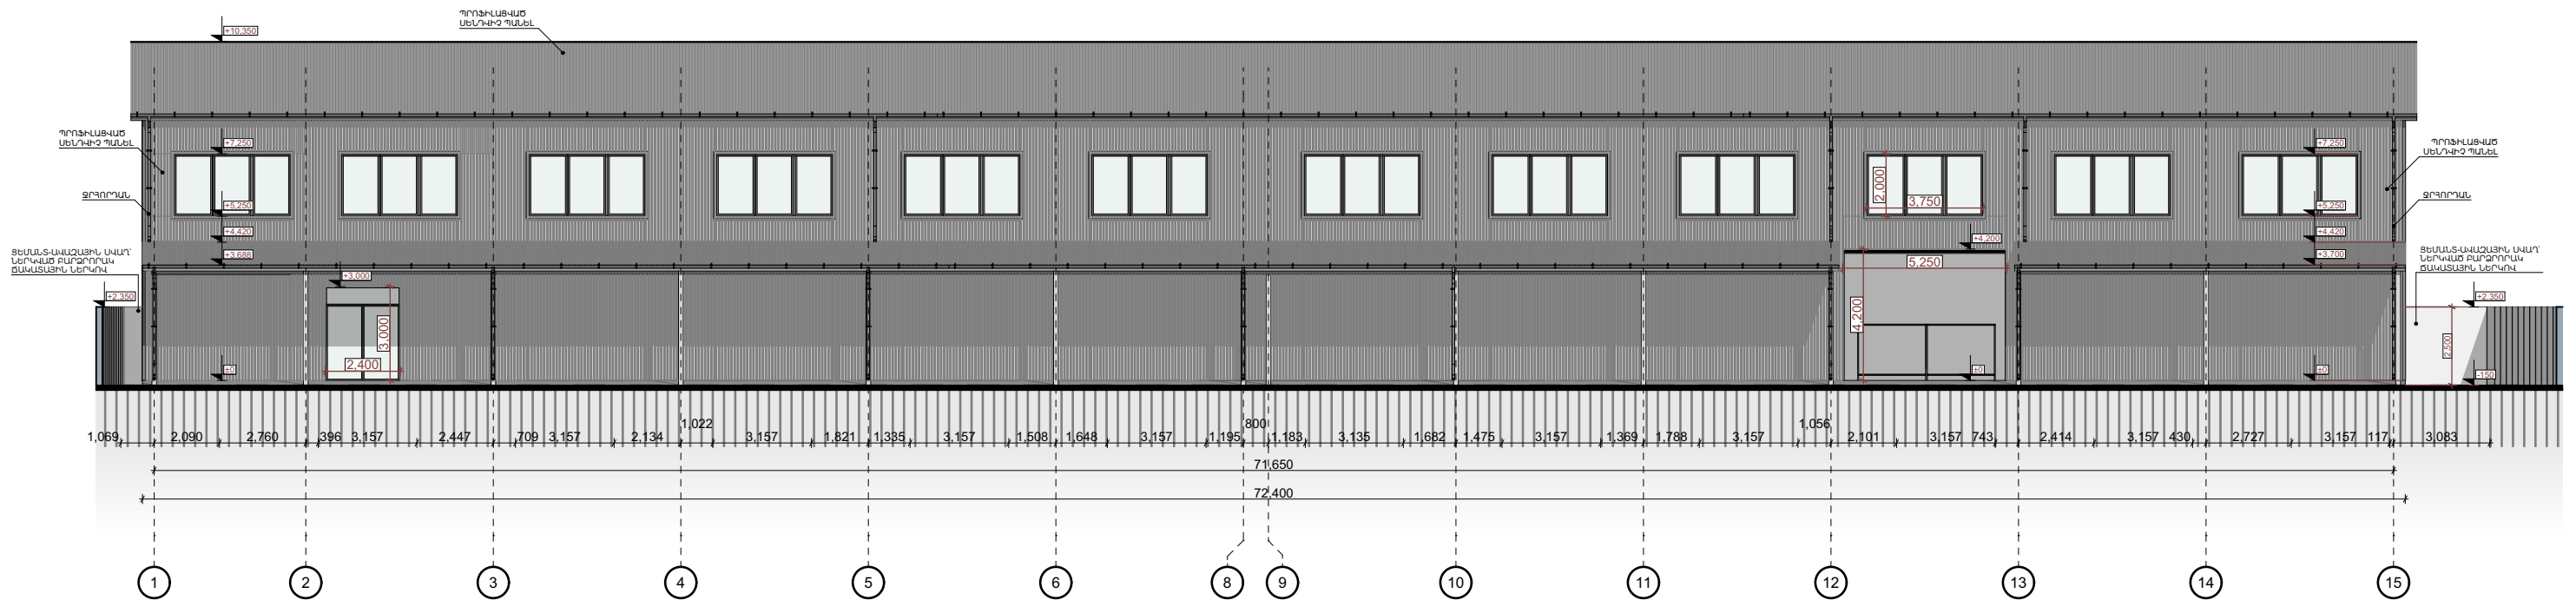 ՊՐՈՖԻԼԱՑՎԱԾ
ՍԵՆԴՎԻՉ ՊԱՆԵԼ
+10,350
ՊՐՈՖԻԼԱՑՎԱԾ
ՍԵՆԴՎԻՉ ՊԱՆԵԼ
+7,250
+7,250
ՊՐՈՖԻԼԱՑՎԱԾ
ՍԵՆԴՎԻՉ ՊԱՆԵԼ
2,000
3,750
ՋՐՀՈՐԴԱՆ
+5,250
+5,250
ՋՐՀՈՐԴԱՆ
+4,420
+4,200
+4,420
ՑԵՄԵՆՏ-ԱՎԱԶԱՅԻՆ ՍՎԱՂ՝
ՆԵՐԿՎԱԾ ԲԱՐՁՐՈՐԱԿ
ՃԱԿԱՏԱՅԻՆ ՆԵՐԿՈՎ
+3,688
5,250
+3,700
ՑԵՄԵՆՏ-ԱՎԱԶԱՅԻՆ ՍՎԱՂ՝
ՆԵՐԿՎԱԾ ԲԱՐՁՐՈՐԱԿ
ՃԱԿԱՏԱՅԻՆ ՆԵՐԿՈՎ
+3,000
+2,350
+2,350
3,000
4,200
2,500
2,400
±0
±0
±0
-150
1,022 800 1,056
1,069 2,090 2,760 396 3,157 2,447 709 3,157 2,134 3,157 1,821 1,335 3,157 1,508 1,648 3,157 1,195 1,183 3,135 1,682 1,475 3,157 1,369 1,788 3,157 2,101 3,157 743 2,414 3,157 430 2,727 3,157 117 3,083
71,650
72,400
1 2 3 4 5 6 8 9 10 11 12 13 14 15